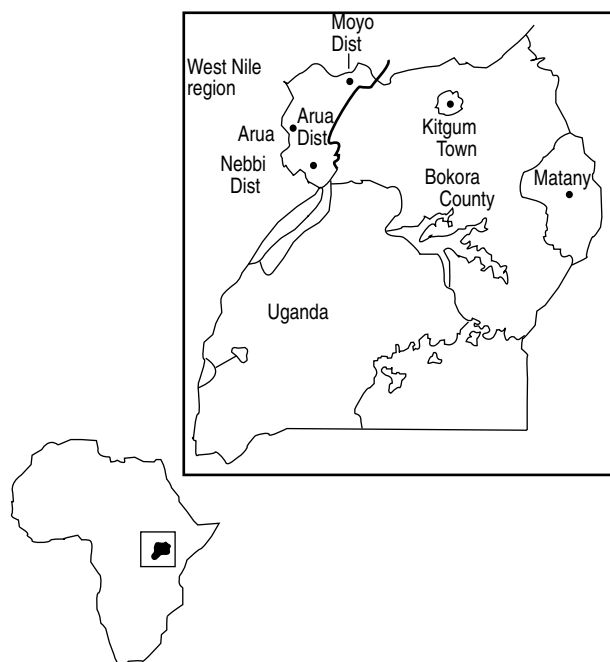 Moyo
Dist
West Nile
region
Arua
Arua
Dist
Nebbi
Dist
Kitgum
Town
Bokora
County
Matany
Uganda